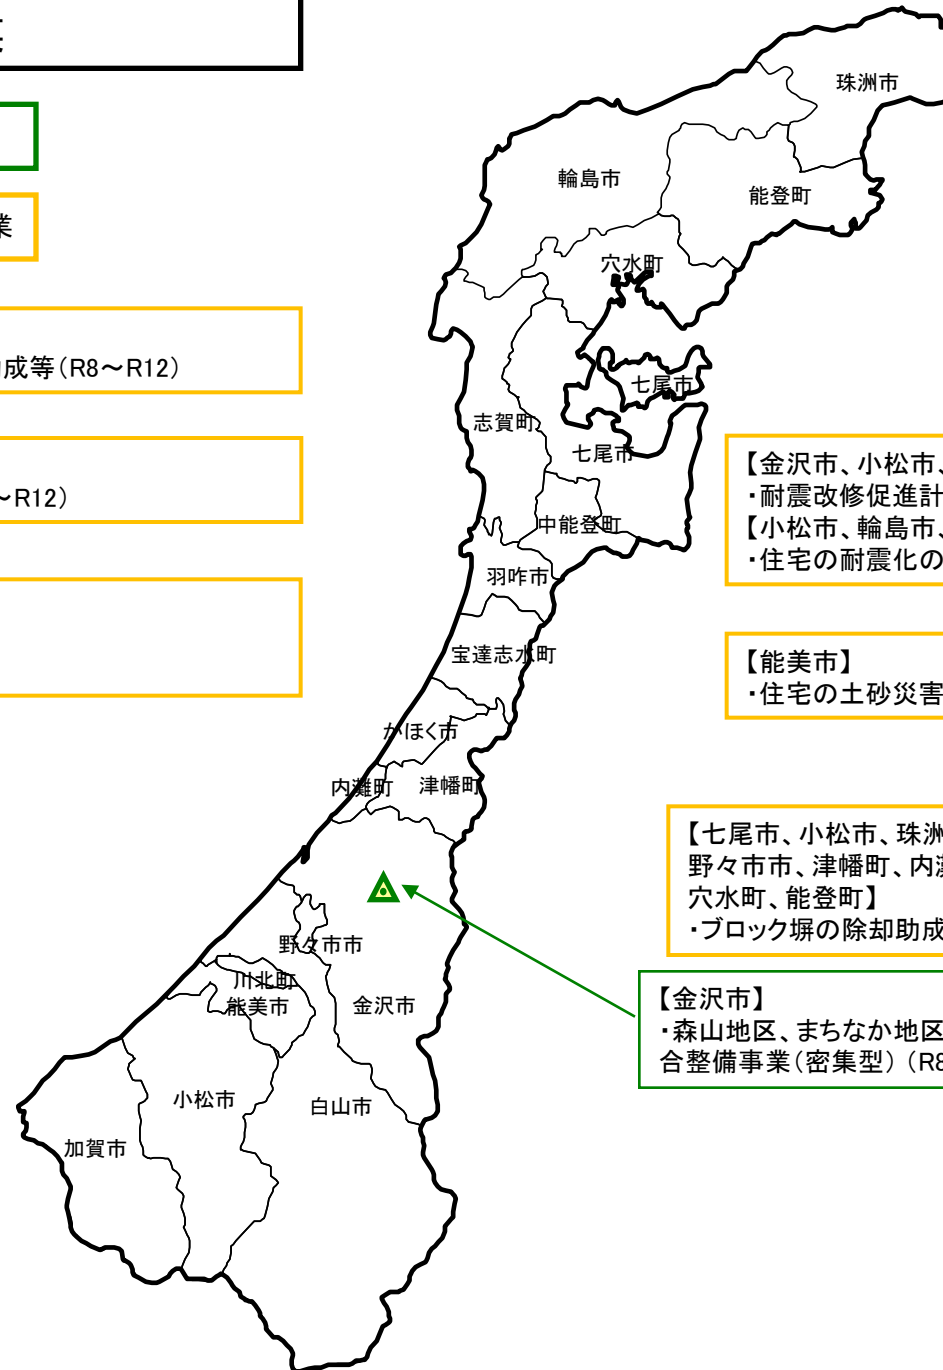 業
成等(R8～R12)
～R12)
珠洲市
輪島市
能登町
穴水町
七尾市
志賀町
七尾市
中能登町
羽咋市
宝達志水町
かほく市
内灘町
津幡町
野々市市
川北町
能美市
金沢市
小松市
白山市
加賀市
【金沢市、小松市、
・耐震改修促進計
【小松市、輪島市、
・住宅の耐震化の
【能美市】
・住宅の土砂災害
【七尾市、小松市、珠洲
野々市市、津幡町、内灘
穴水町、能登町】
・ブロック塀の除却助成
【金沢市】
・森山地区、まちなか地区
合整備事業(密集型) (R8